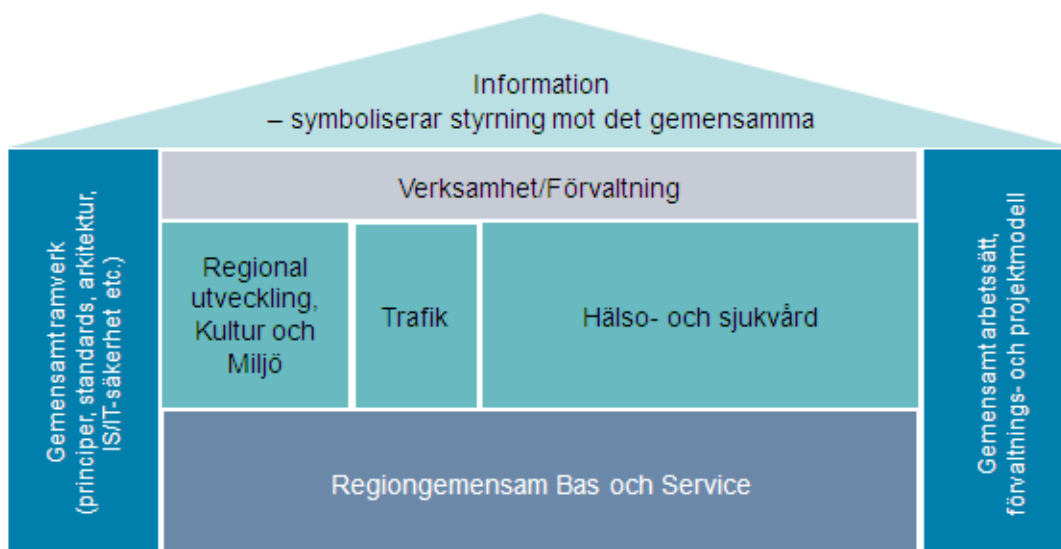 Information
– symboliserar styrning mot det gemensamma
Gemensamt ramverk
(principer, standards, arkitektur,
IS/IT-säkerhet etc.)
Verksamhet/Förvaltning
Regional
utveckling,
Kultur och
Miljö
Trafik
Hälso- och sjukvård
Regiongemensam Bas och Service
Gemensamt arbetssätt,
förvaltnings- och projektmodell